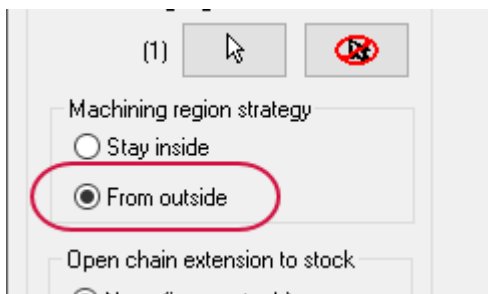 (1)
Machining region strategy
Stay inside
From outside
Open chain extension to stock